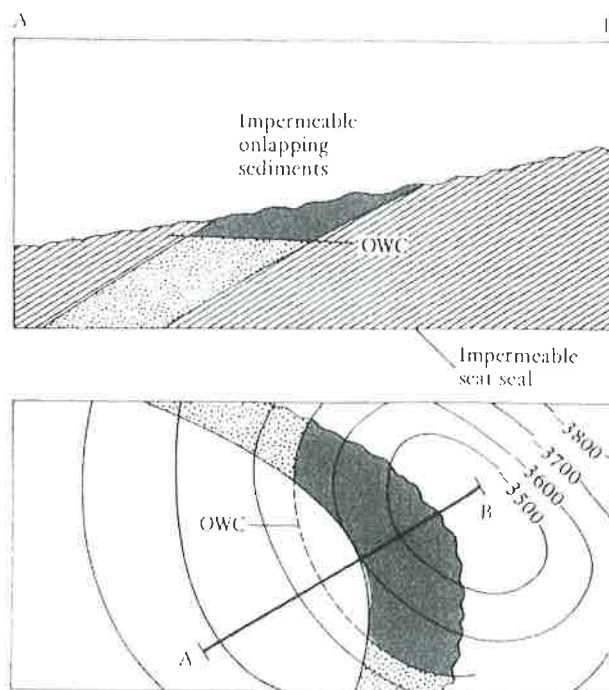 A
Impermeable
onlapping
sediments
OWC
Impermeable
seat seal
3800
3700
3600
3500
OWC
B
A